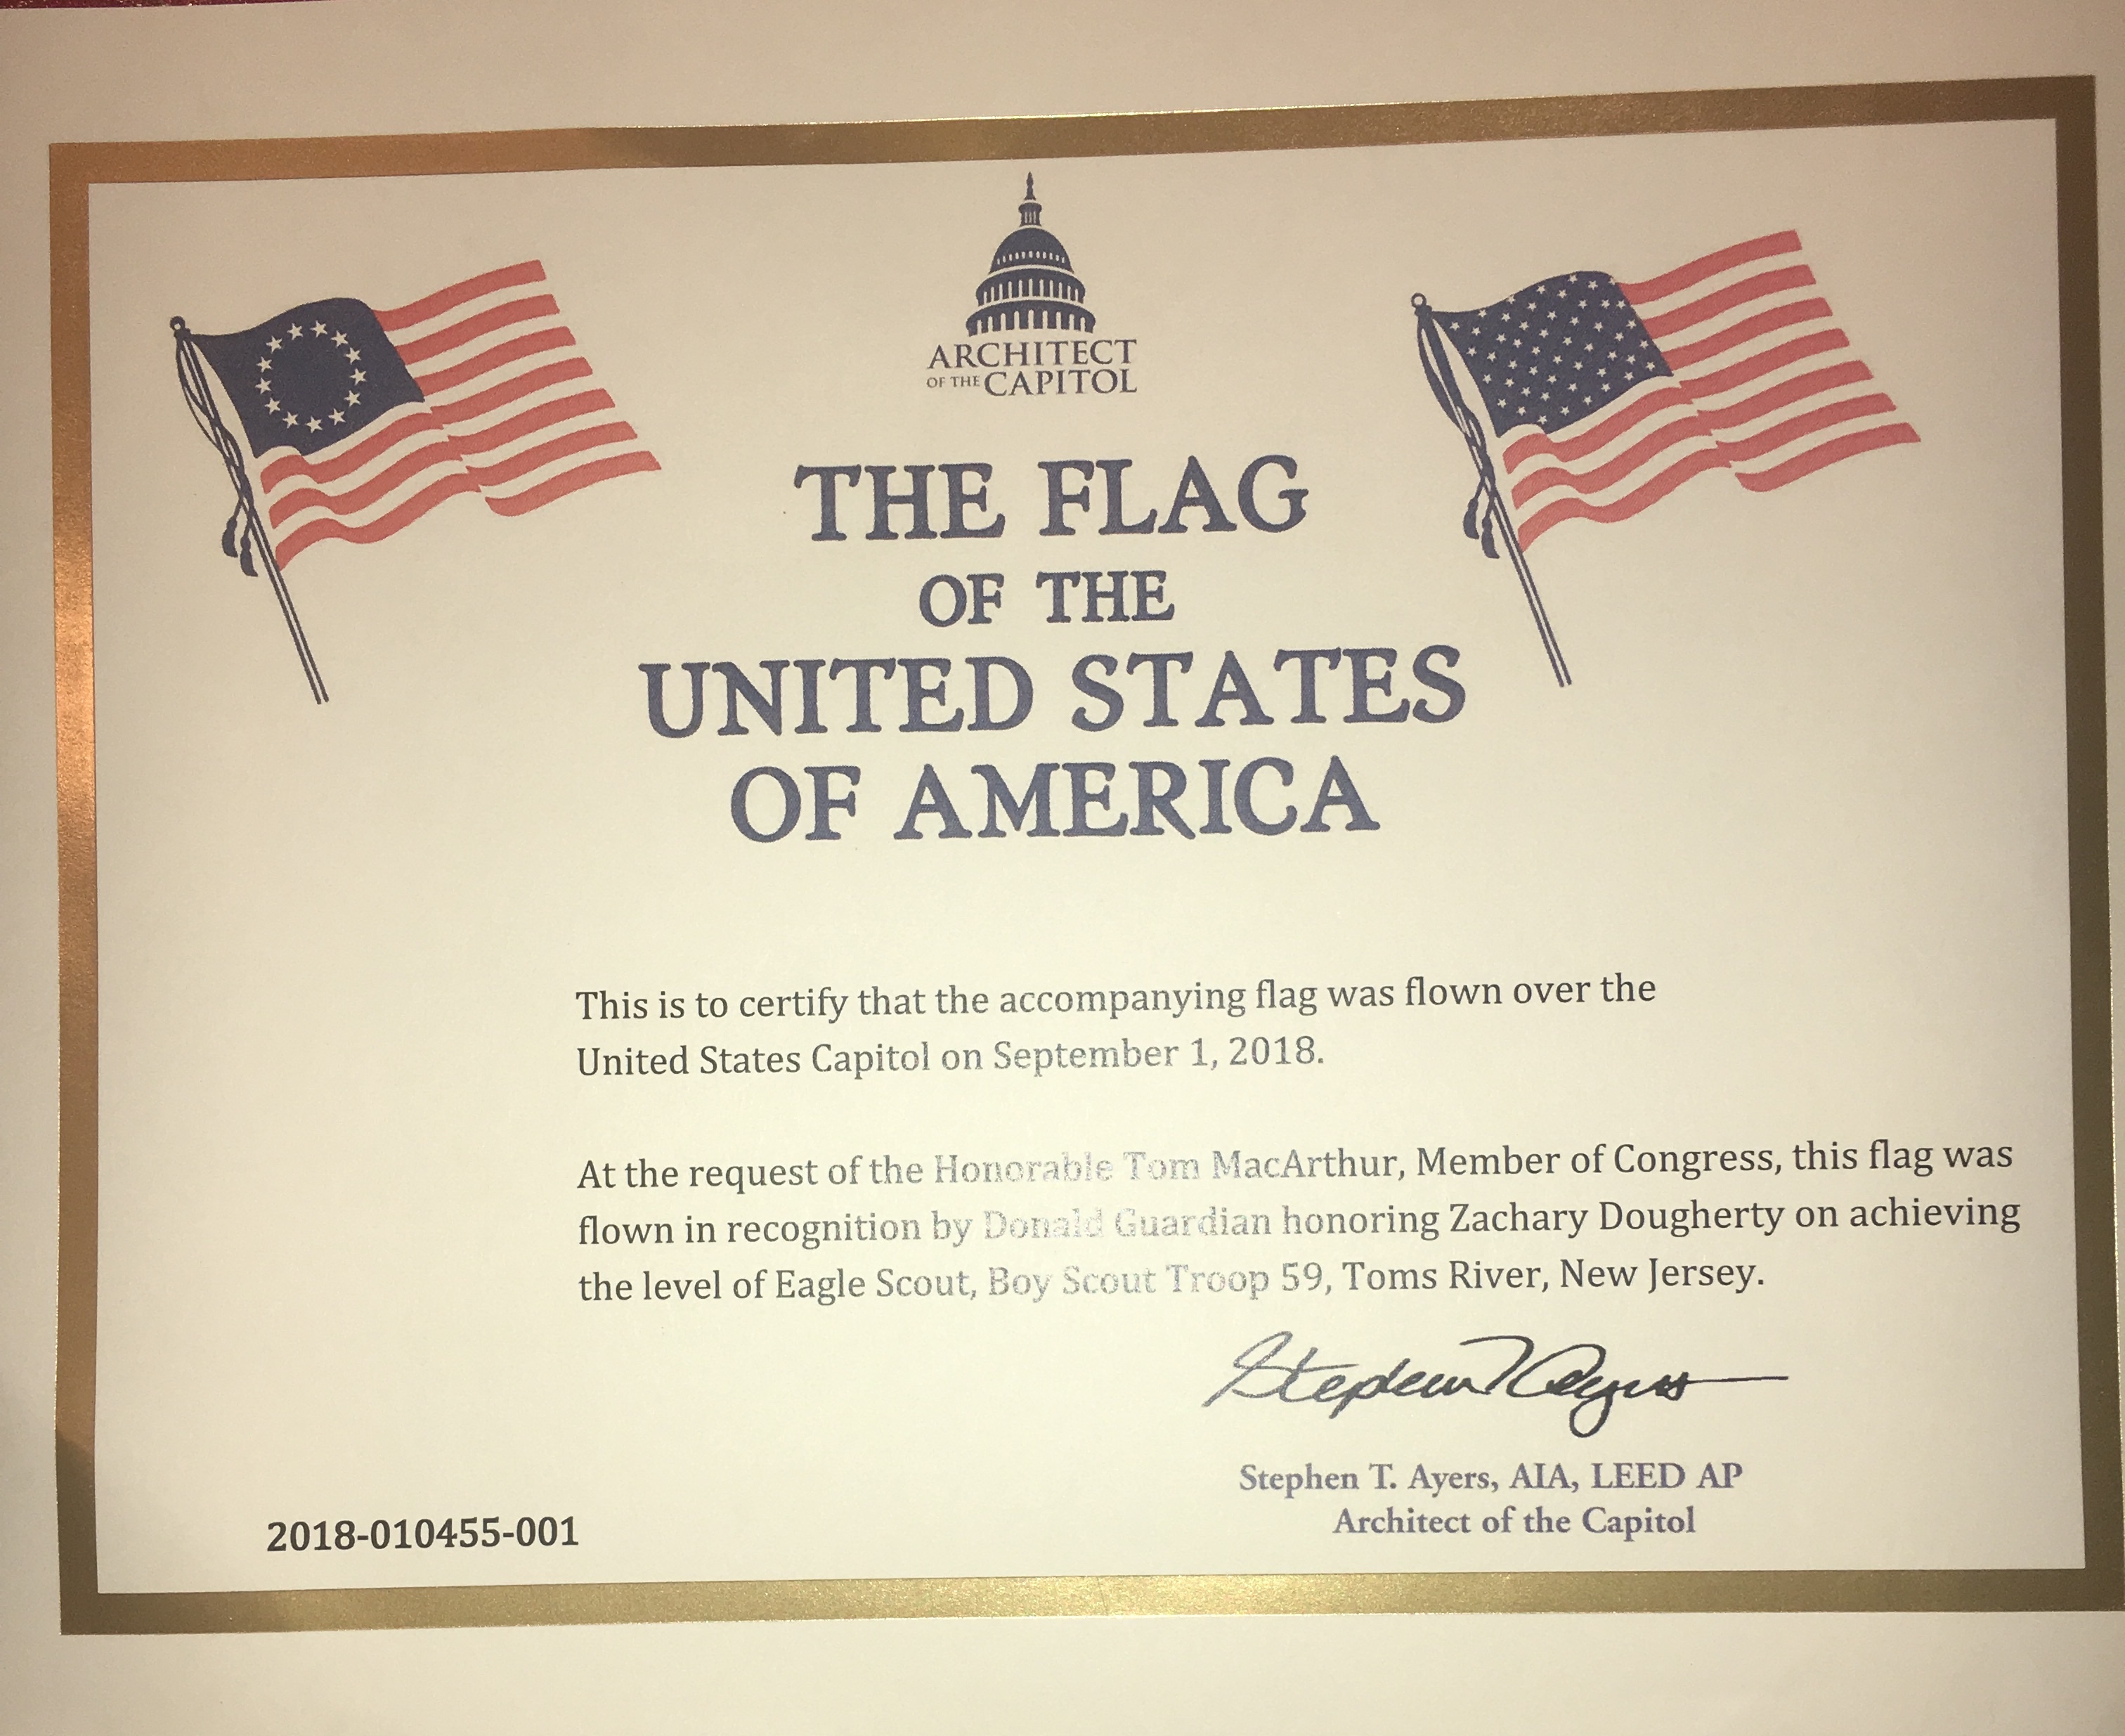 ARCHITECT
OF THE CAPITOL
THE FLAG
OF THE
UNITED STATES
OF AMERICA
This is to certify that the accompanying flag was flown over the
United States Capitol on September 1, 2018.
At the request of the Honorable Tom MacArthur, Member of Congress, this flag was
flown in recognition by Donald Guardian honoring Zachary Dougherty on achieving
the level of Eagle Scout, Boy Scout Troop 59, Toms River, New Jersey.
Stephen T. Ayers
Stephen T. Ayers, AIA, LEED AP
Architect of the Capitol
2018-010455-001